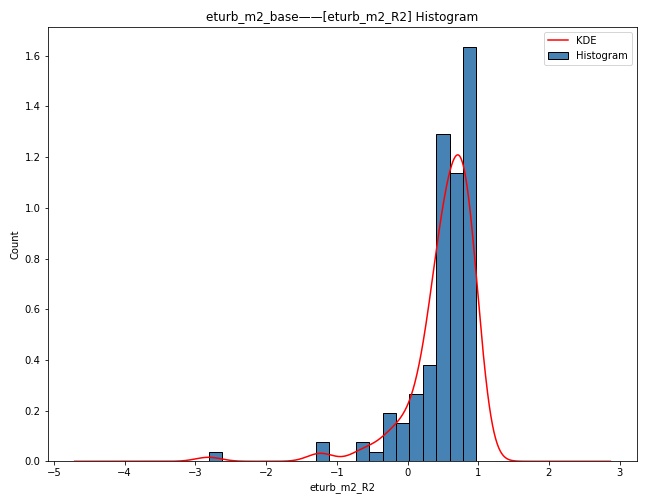 eturb_m2_base——[eturb_m2_R2] Histogram
KDE
Histogram
Count
1.6
1.4
1.2
1.0
0.8
0.6
0.4
0.2
0.0
−5 −4 −3 −2 −1 0 1 2 3
eturb_m2_R2